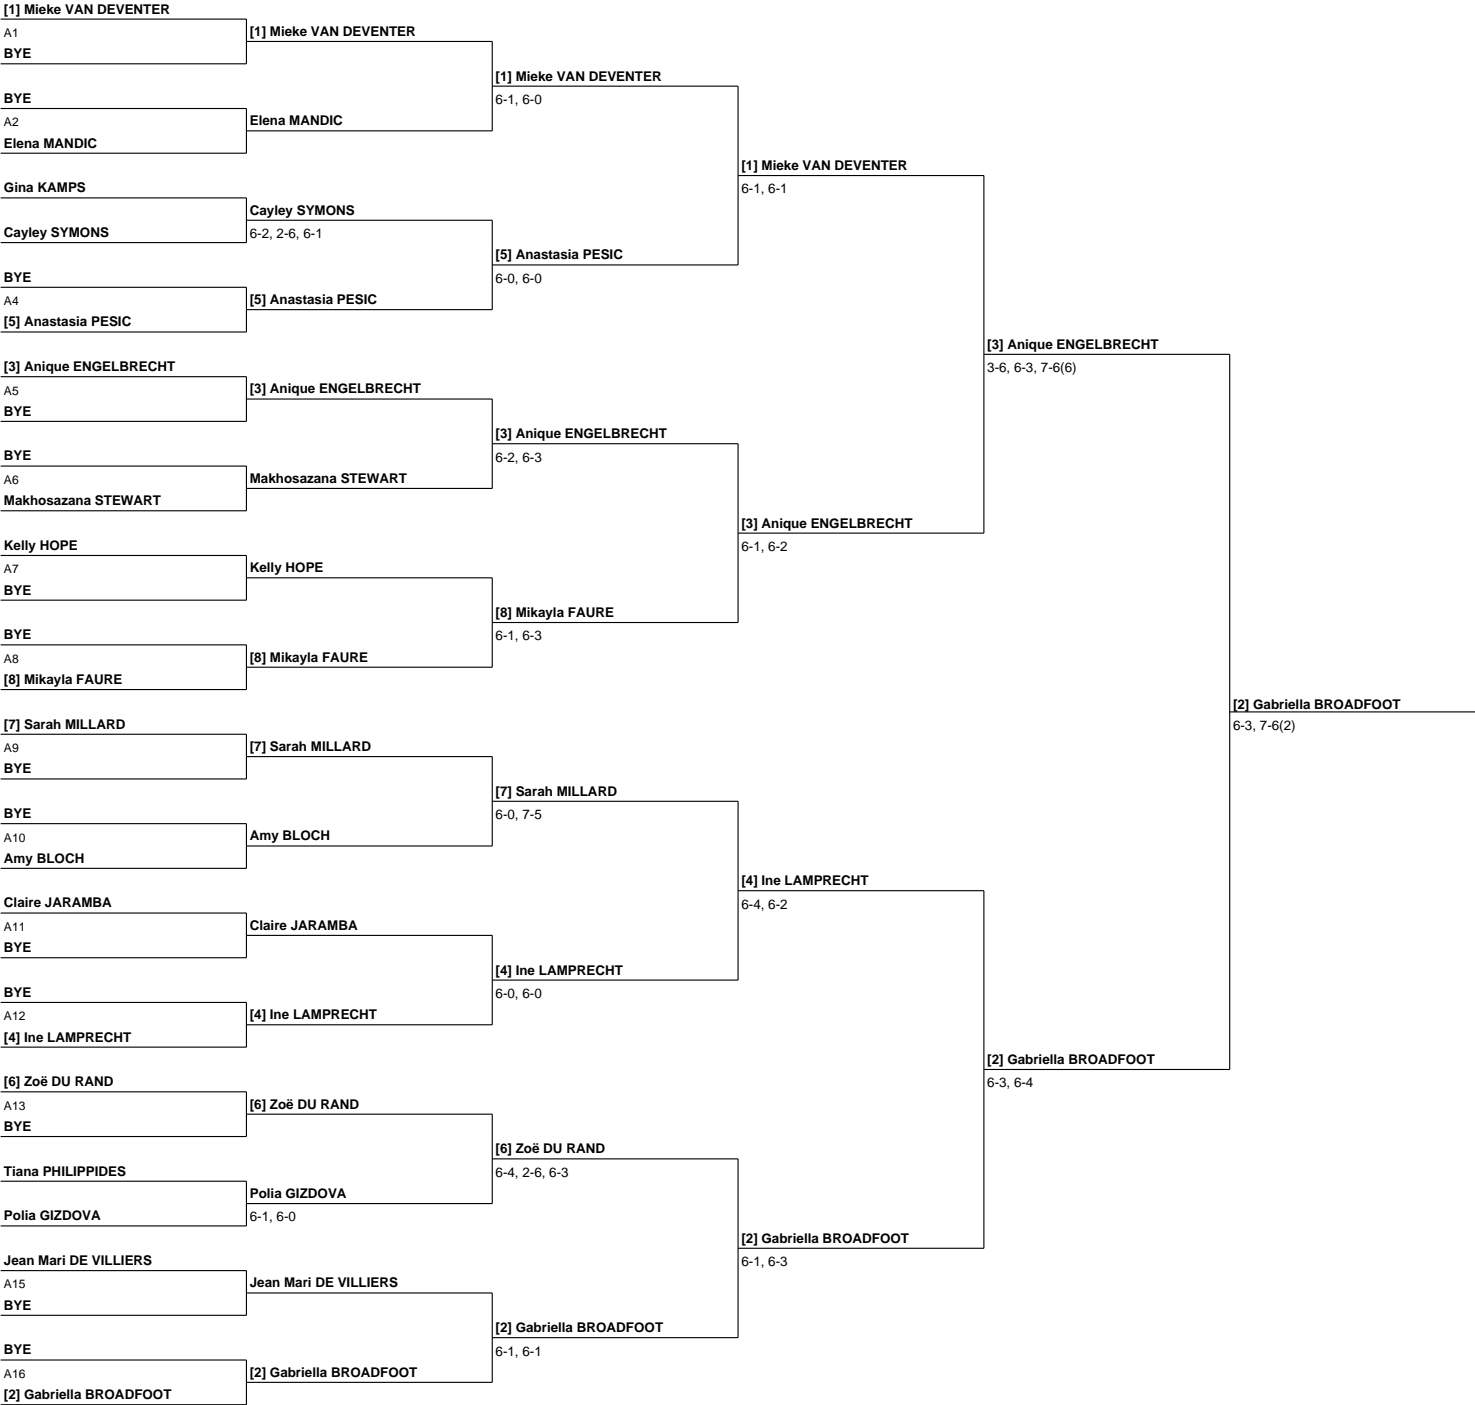 [1] Mieke VAN DEVENTER
A1
BYE
BYE
A2
Elena MANDIC
Gina KAMPS
Cayley SYMONS
BYE
A4
[5] Anastasia PESIC
[3] Anique ENGELBRECHT
A5
BYE
BYE
A6
Makhosazana STEWART
Kelly HOPE
A7
BYE
BYE
A8
[8] Mikayla FAURE
[7] Sarah MILLARD
A9
BYE
BYE
A10
Amy BLOCH
Claire JARAMBA
A11
BYE
BYE
A12
[4] Ine LAMPRECHT
[6] Zoë DU RAND
A13
BYE
Tiana PHILIPPIDES
Polia GIZDOVA
Jean Mari DE VILLIERS
A15
BYE
BYE
A16
[2] Gabriella BROADFOOT
[1] Mieke VAN DEVENTER
Elena MANDIC
Cayley SYMONS
6-2, 2-6, 6-1
[5] Anastasia PESIC
[3] Anique ENGELBRECHT
Makhosazana STEWART
Kelly HOPE
[8] Mikayla FAURE
[7] Sarah MILLARD
Amy BLOCH
Claire JARAMBA
[4] Ine LAMPRECHT
[6] Zoë DU RAND
Polia GIZDOVA
6-1, 6-0
Jean Mari DE VILLIERS
[2] Gabriella BROADFOOT
[1] Mieke VAN DEVENTER
6-1, 6-0
[5] Anastasia PESIC
6-0, 6-0
[3] Anique ENGELBRECHT
6-2, 6-3
[8] Mikayla FAURE
6-1, 6-3
[7] Sarah MILLARD
6-0, 7-5
[4] Ine LAMPRECHT
6-0, 6-0
[6] Zoë DU RAND
6-4, 2-6, 6-3
[2] Gabriella BROADFOOT
6-1, 6-1
[1] Mieke VAN DEVENTER
6-1, 6-1
[3] Anique ENGELBRECHT
6-1, 6-2
[4] Ine LAMPRECHT
6-4, 6-2
[2] Gabriella BROADFOOT
6-1, 6-3
[3] Anique ENGELBRECHT
3-6, 6-3, 7-6(6)
[2] Gabriella BROADFOOT
6-3, 6-4
[2] Gabriella BROADFOOT
6-3, 7-6(2)